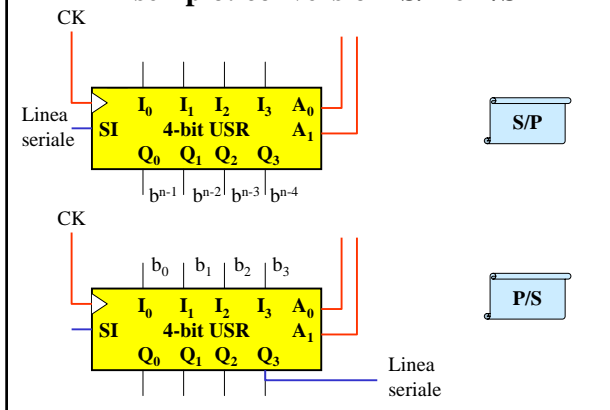 CK
I0 I1 I2 I3 A0
Linea seriale
SI 4-bit USR A1
Q0 Q1 Q2 Q3
b^n-1 b^n-2 b^n-3 b^n-4
S/P
CK
b0 b1 b2 b3
I0 I1 I2 I3 A0
SI 4-bit USR A1
Q0 Q1 Q2 Q3
Linea seriale
P/S